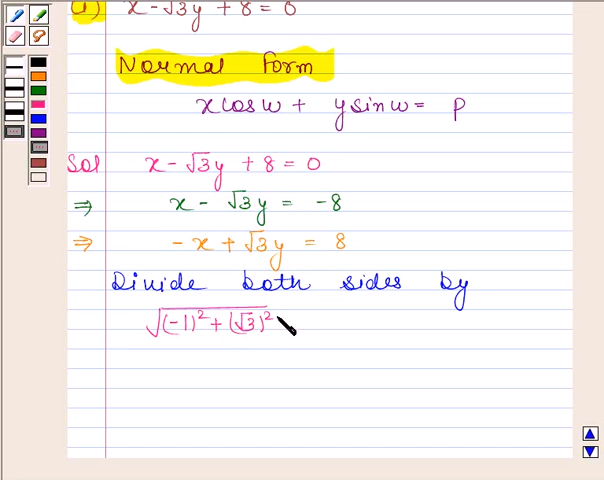 (i) x - √3y + 8 = 0
Normal Form
x cos w + y sin w = p
Sol x - √3y + 8 = 0
⇒ x - √3y = -8
⇒ -x + √3y = 8
Divide both sides by
√(-1)² + (√3)²